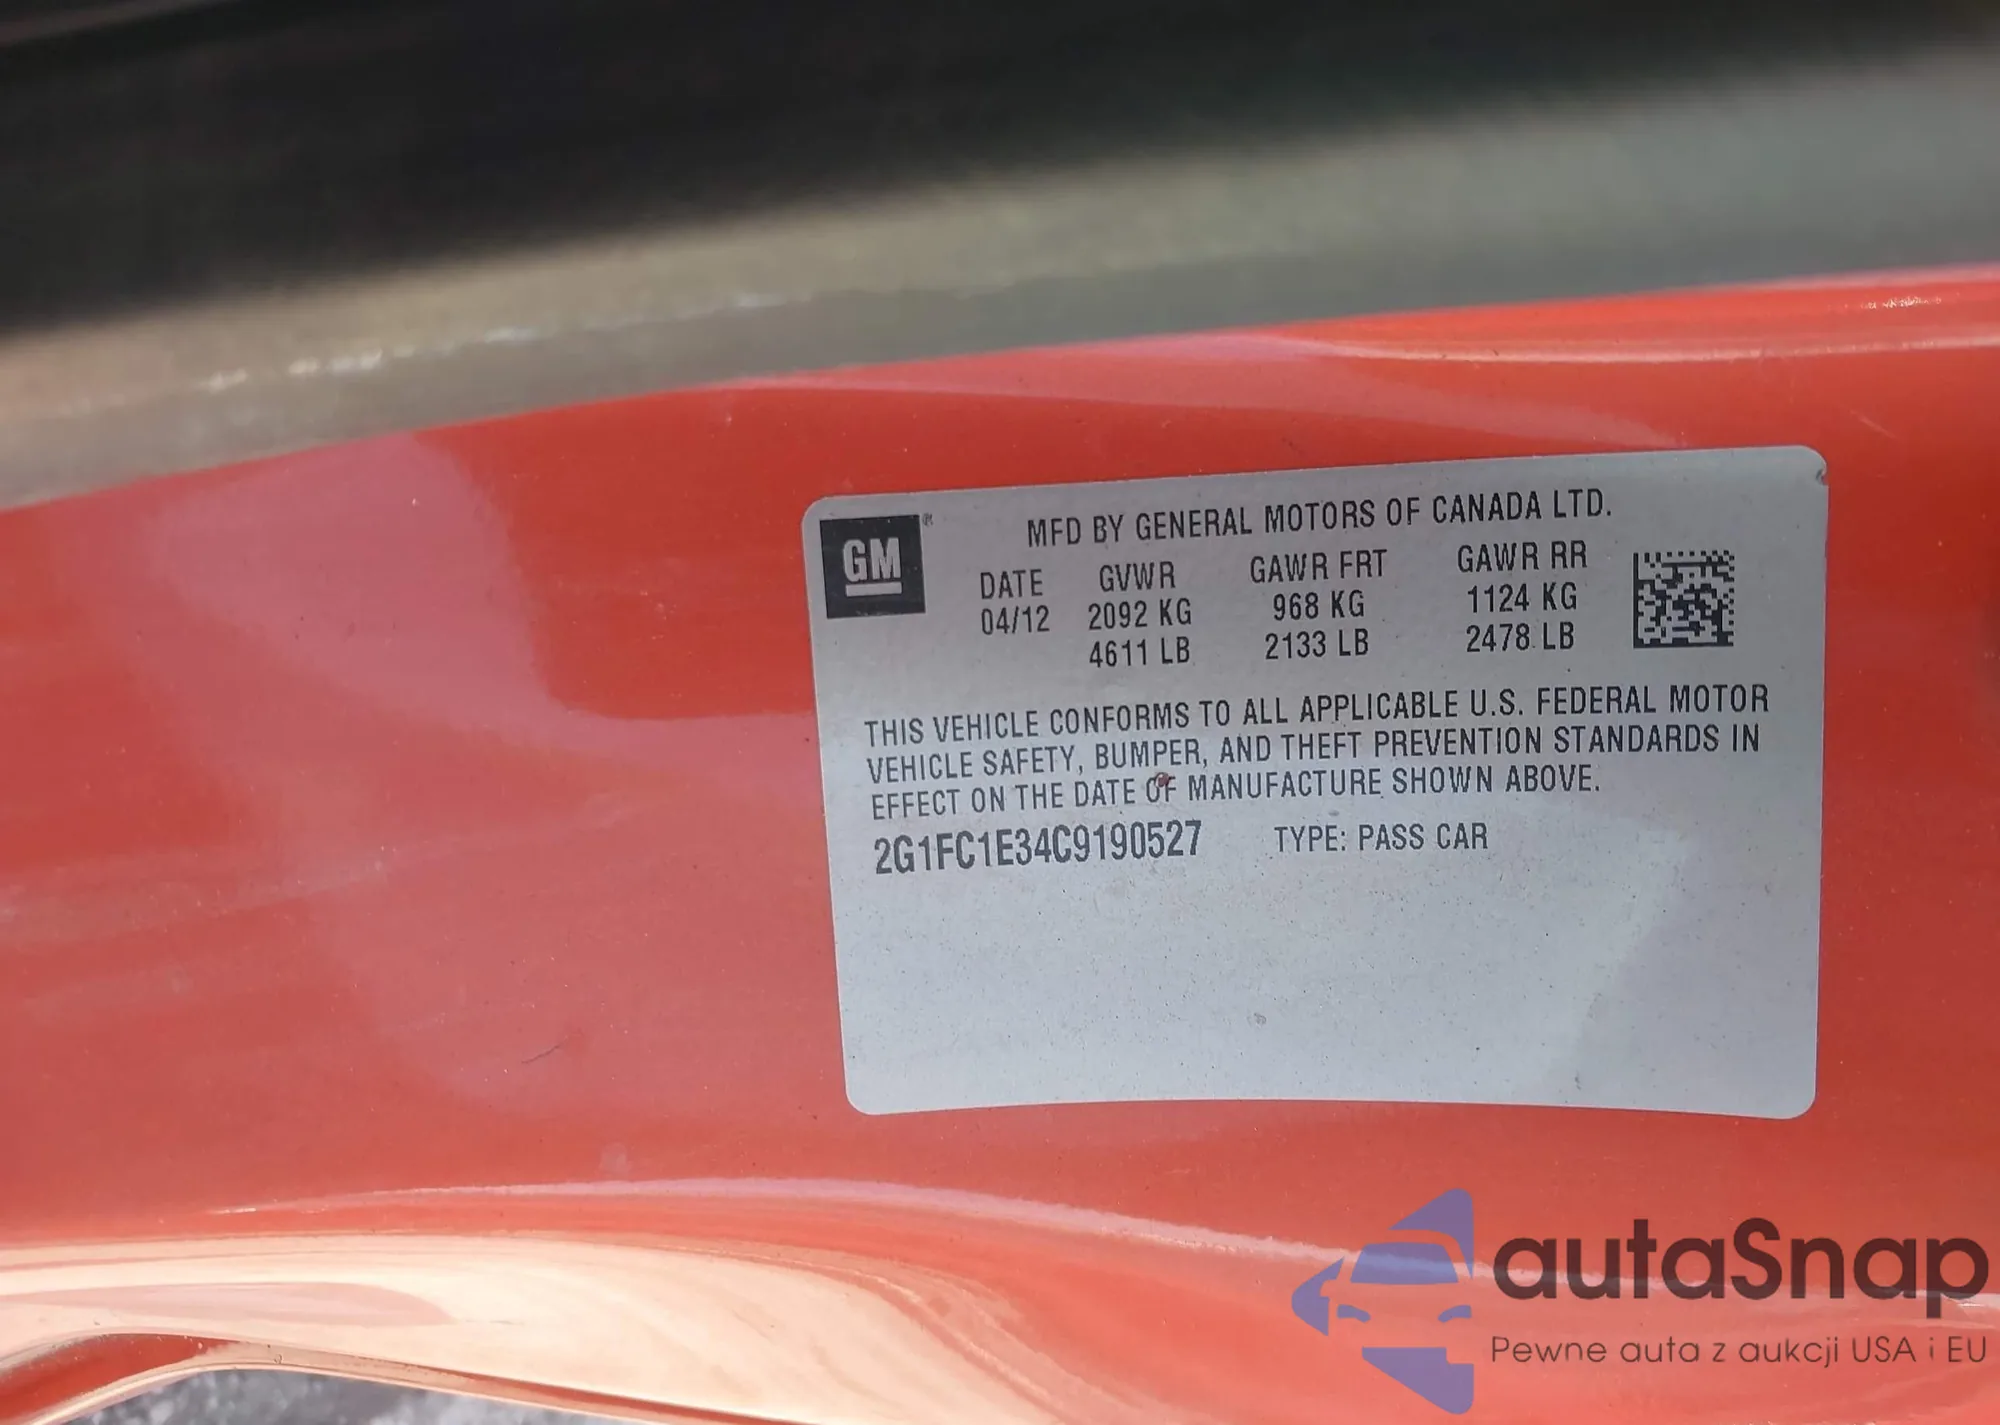 GM®
MFD BY GENERAL MOTORS OF CANADA LTD.
DATE GVWR GAWR FRT GAWR RR
04/12 2092 KG 968 KG 1124 KG
4611 LB 2133 LB 2478 LB
THIS VEHICLE CONFORMS TO ALL APPLICABLE U.S. FEDERAL MOTOR
VEHICLE SAFETY, BUMPER, AND THEFT PREVENTION STANDARDS IN
EFFECT ON THE DATE OF MANUFACTURE SHOWN ABOVE.
2G1FC1E34C9190527 TYPE: PASS CAR
autaSnap
Pewne auta z aukcji USA i EU